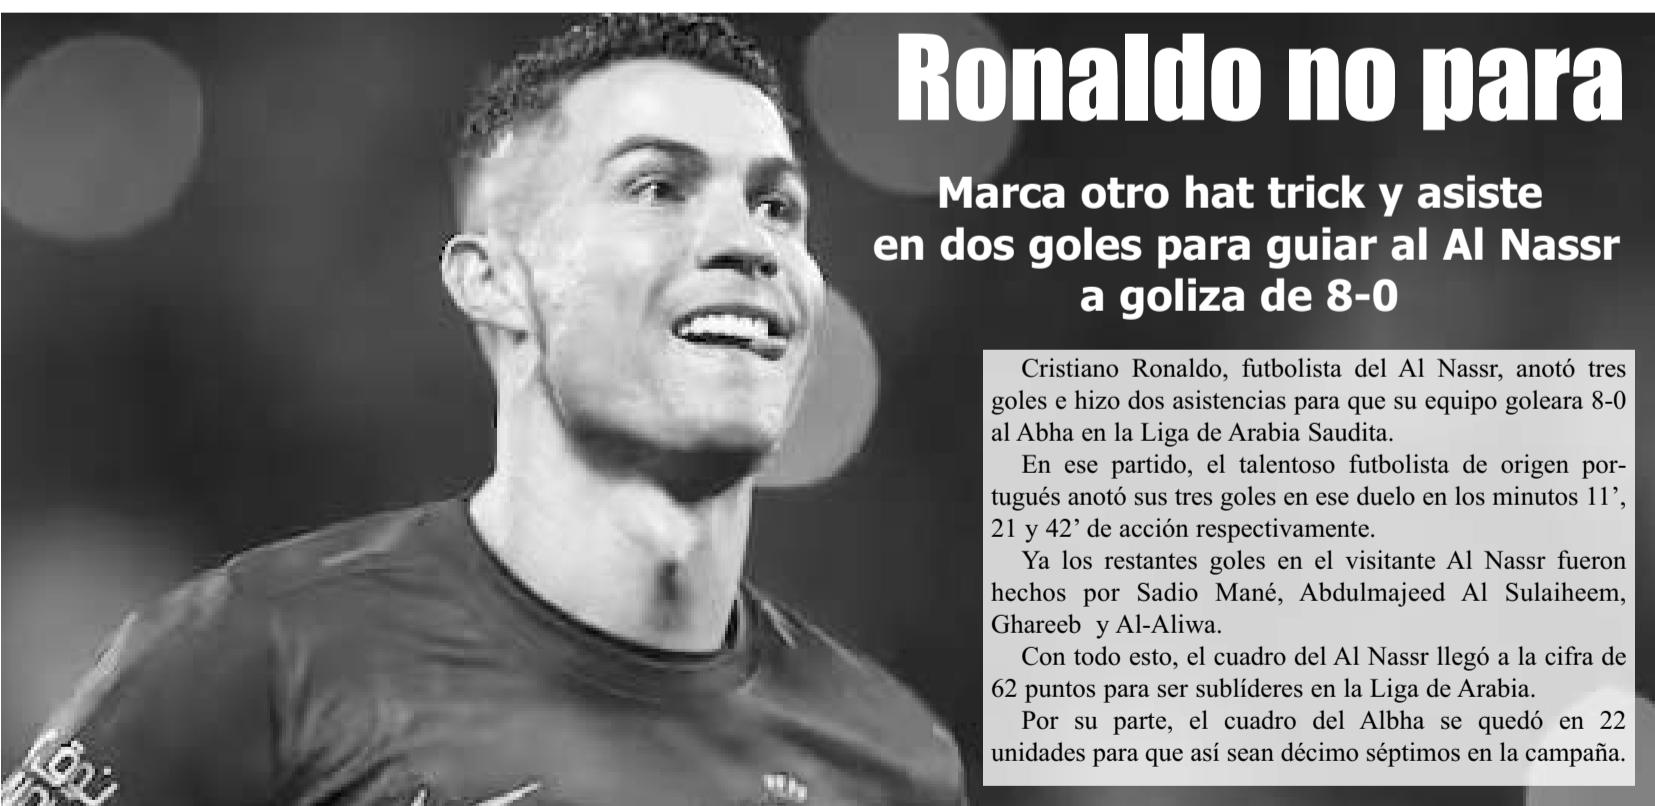 Ronaldo no para
Marca otro hat trick y asiste
en dos goles para guiar al Al Nassr
a goliza de 8-0
Cristiano Ronaldo, futbolista del Al Nassr, anotó tres
goles e hizo dos asistencias para que su equipo goleara 8-0
al Abha en la Liga de Arabia Saudita.
En ese partido, el talentoso futbolista de origen por-
tugués anotó sus tres goles en ese duelo en los minutos 11’,
21 y 42’ de acción respectivamente.
Ya los restantes goles en el visitante Al Nassr fueron
hechos por Sadio Mané, Abdulmajeed Al Sulaiheem,
Ghareeb y Al-Aliwa.
Con todo esto, el cuadro del Al Nassr llegó a la cifra de
62 puntos para ser sublíderes en la Liga de Arabia.
Por su parte, el cuadro del Albha se quedó en 22
unidades para que así sean décimo séptimos en la campaña.